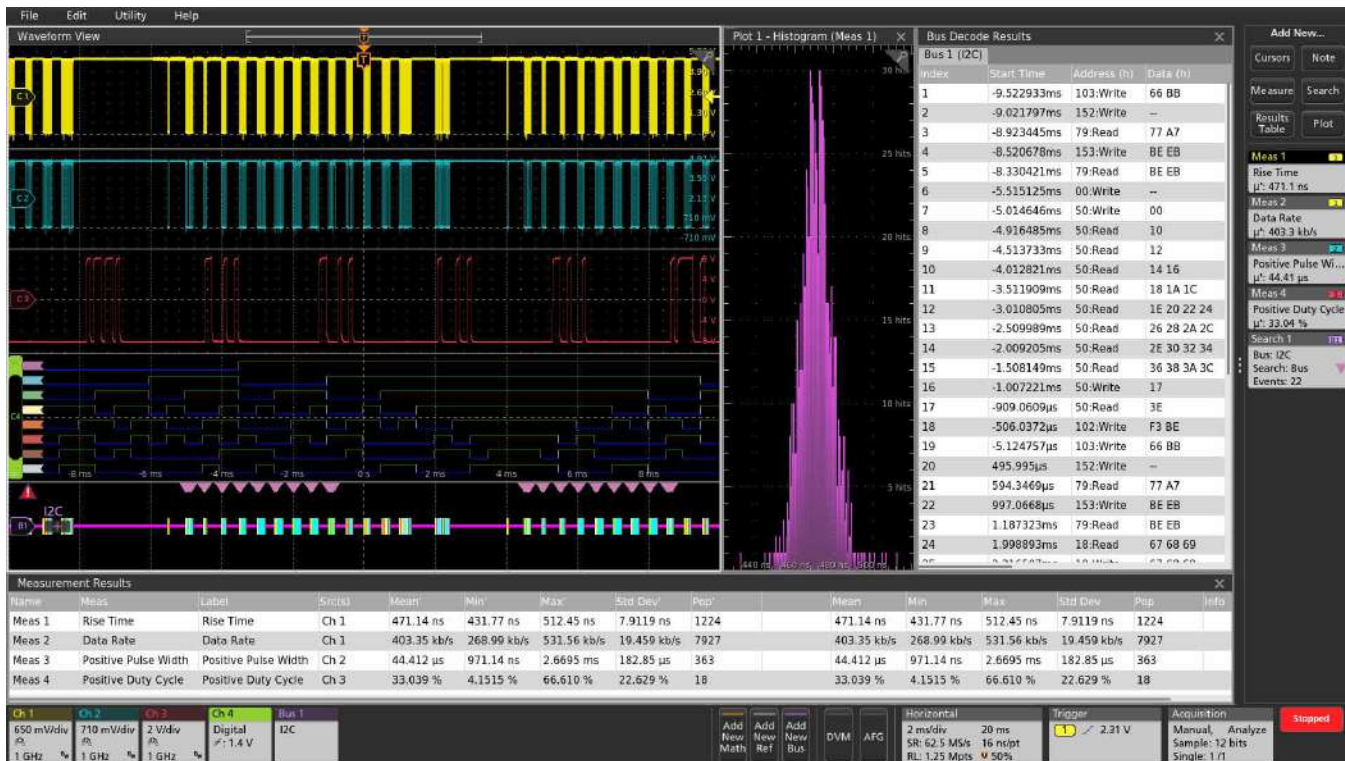 File Edit Utility Help
Waveform View
Plot 1 - Histogram (Meas 1)
Bus Decode Results
Add New...
Cursors Note
Measure Search
Results Table Plot
C1
C2
C3
C4
710 mV
-710 mV
-8 ms -6 ms -4 ms -2 ms 0 s 2 ms 4 ms 6 ms 8 ms
I2C
B1
30 hits
25 hits
20 hits
15 hits
10 hits
5 hits
Bus 1 (I2C)
Index Start Time Address (h) Data (h)
1 -9.522933ms 103:Write 66 BB
2 -9.021797ms 152:Write --
3 -8.923445ms 79:Read 77 A7
4 -8.520678ms 153:Write BE EB
5 -8.330421ms 79:Read BE EB
6 -5.515125ms 00:Write --
7 -5.014646ms 50:Write 00
8 -4.916485ms 50:Read 10
9 -4.513733ms 50:Read 12
10 -4.012821ms 50:Read 14 16
11 -3.511909ms 50:Read 18 1A 1C
12 -3.010805ms 50:Read 1E 20 22 24
13 -2.509989ms 50:Read 26 28 2A 2C
14 -2.009205ms 50:Read 2E 30 32 34
15 -1.508149ms 50:Read 36 38 3A 3C
16 -1.007221ms 50:Write 17
17 -909.0609µs 50:Read 3E
18 -506.0372µs 102:Write F3 BE
19 -5.124757µs 103:Write 66 BB
20 495.995µs 152:Write --
21 594.3469µs 79:Read 77 A7
22 997.0668µs 153:Write BE EB
23 1.187323ms 79:Read BE EB
24 1.998893ms 18:Read 67 68 69
Meas 1
Rise Time
µ': 471.1 ns
Meas 2
Data Rate
µ': 403.3 kb/s
Meas 3
Positive Pulse Wi...
µ': 44.41 µs
Meas 4
Positive Duty Cycle
µ': 33.04 %
Search 1
Bus: I2C
Search: Bus
Events: 22
Measurement Results
Name Meas Label Src(s) Mean' Min' Max' Std Dev' Pop' Mean Min Max Std Dev Pop Info
Meas 1 Rise Time Rise Time Ch 1 471.14 ns 431.77 ns 512.45 ns 7.9119 ns 1224 471.14 ns 431.77 ns 512.45 ns 7.9119 ns 1224
Meas 2 Data Rate Data Rate Ch 1 403.35 kb/s 268.99 kb/s 531.56 kb/s 19.459 kb/s 7927 403.35 kb/s 268.99 kb/s 531.56 kb/s 19.459 kb/s 7927
Meas 3 Positive Pulse Width Positive Pulse Width Ch 2 44.412 µs 971.14 ns 2.6695 ms 182.85 µs 363 44.412 µs 971.14 ns 2.6695 ms 182.85 µs 363
Meas 4 Positive Duty Cycle Positive Duty Cycle Ch 3 33.039 % 4.1515 % 66.610 % 22.629 % 18 33.039 % 4.1515 % 66.610 % 22.629 % 18
Ch 1
650 mV/div
1 GHz
Ch 2
710 mV/div
1 GHz
Ch 3
2 V/div
1 GHz
Ch 4
Digital
: 1.4 V
Bus 1
I2C
Add New Math
Add New Ref
Add New Bus
DVM
AFG
Horizontal
2 ms/div 20 ms
SR: 62.5 MS/s 16 ns/pt
RL: 1.25 Mpts 50%
Trigger
1 2.31 V
Acquisition
Manual, Analyze
Sample: 12 bits
Single: 1/1
Stopped